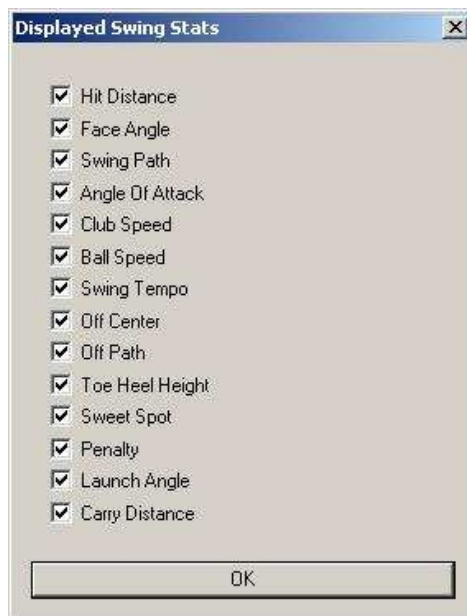 Displayed Swing Stats
Hit Distance
Face Angle
Swing Path
Angle Of Attack
Club Speed
Ball Speed
Swing Tempo
Off Center
Off Path
Toe Heel Height
Sweet Spot
Penalty
Launch Angle
Carry Distance
OK